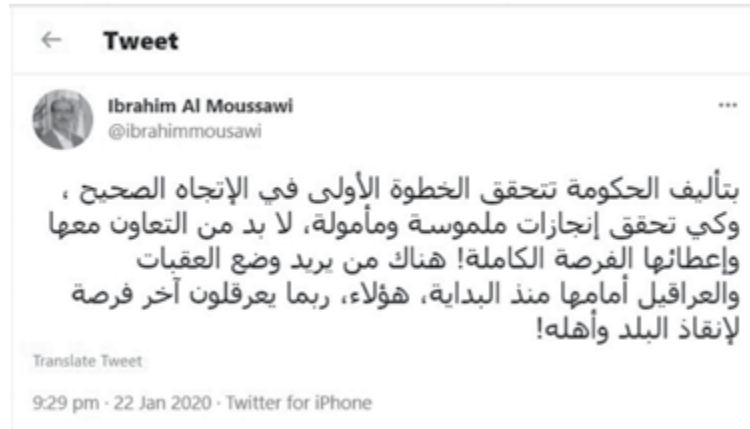 ← Tweet
Ibrahim Al Moussawi
@ibrahimmousawi
بتأليف الحكومة تتحقق الخطوة الأولى في الإتجاه الصحيح ،
وكي تحقق إنجازات ملموسة ومأمولة، لا بد من التعاون معها
وإعطائها الفرصة الكاملة! هناك من يريد وضع العقبات
والعراقيل أمامها منذ البداية، هؤلاء، ربما يعرقلون آخر فرصة
لإنقاذ البلد وأهله!
Translate Tweet
9:29 pm · 22 Jan 2020 · Twitter for iPhone